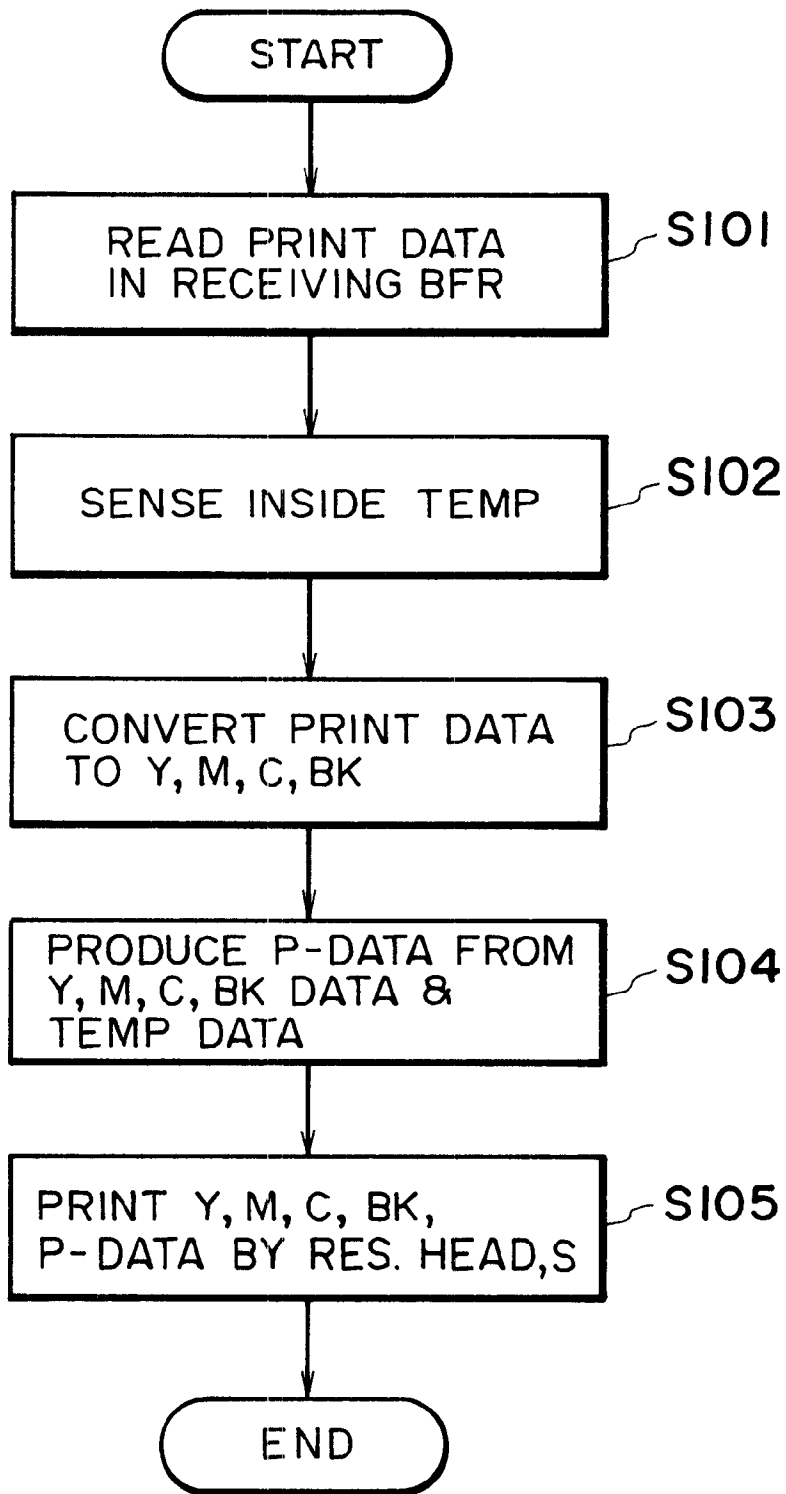 START
READ PRINT DATA
IN RECEIVING BFR
S101
SENSE INSIDE TEMP
S102
CONVERT PRINT DATA
TO Y, M, C, BK
S103
PRODUCE P-DATA FROM
Y, M, C, BK DATA &
TEMP DATA
S104
PRINT Y, M, C, BK,
P-DATA BY RES. HEAD,S
S105
END